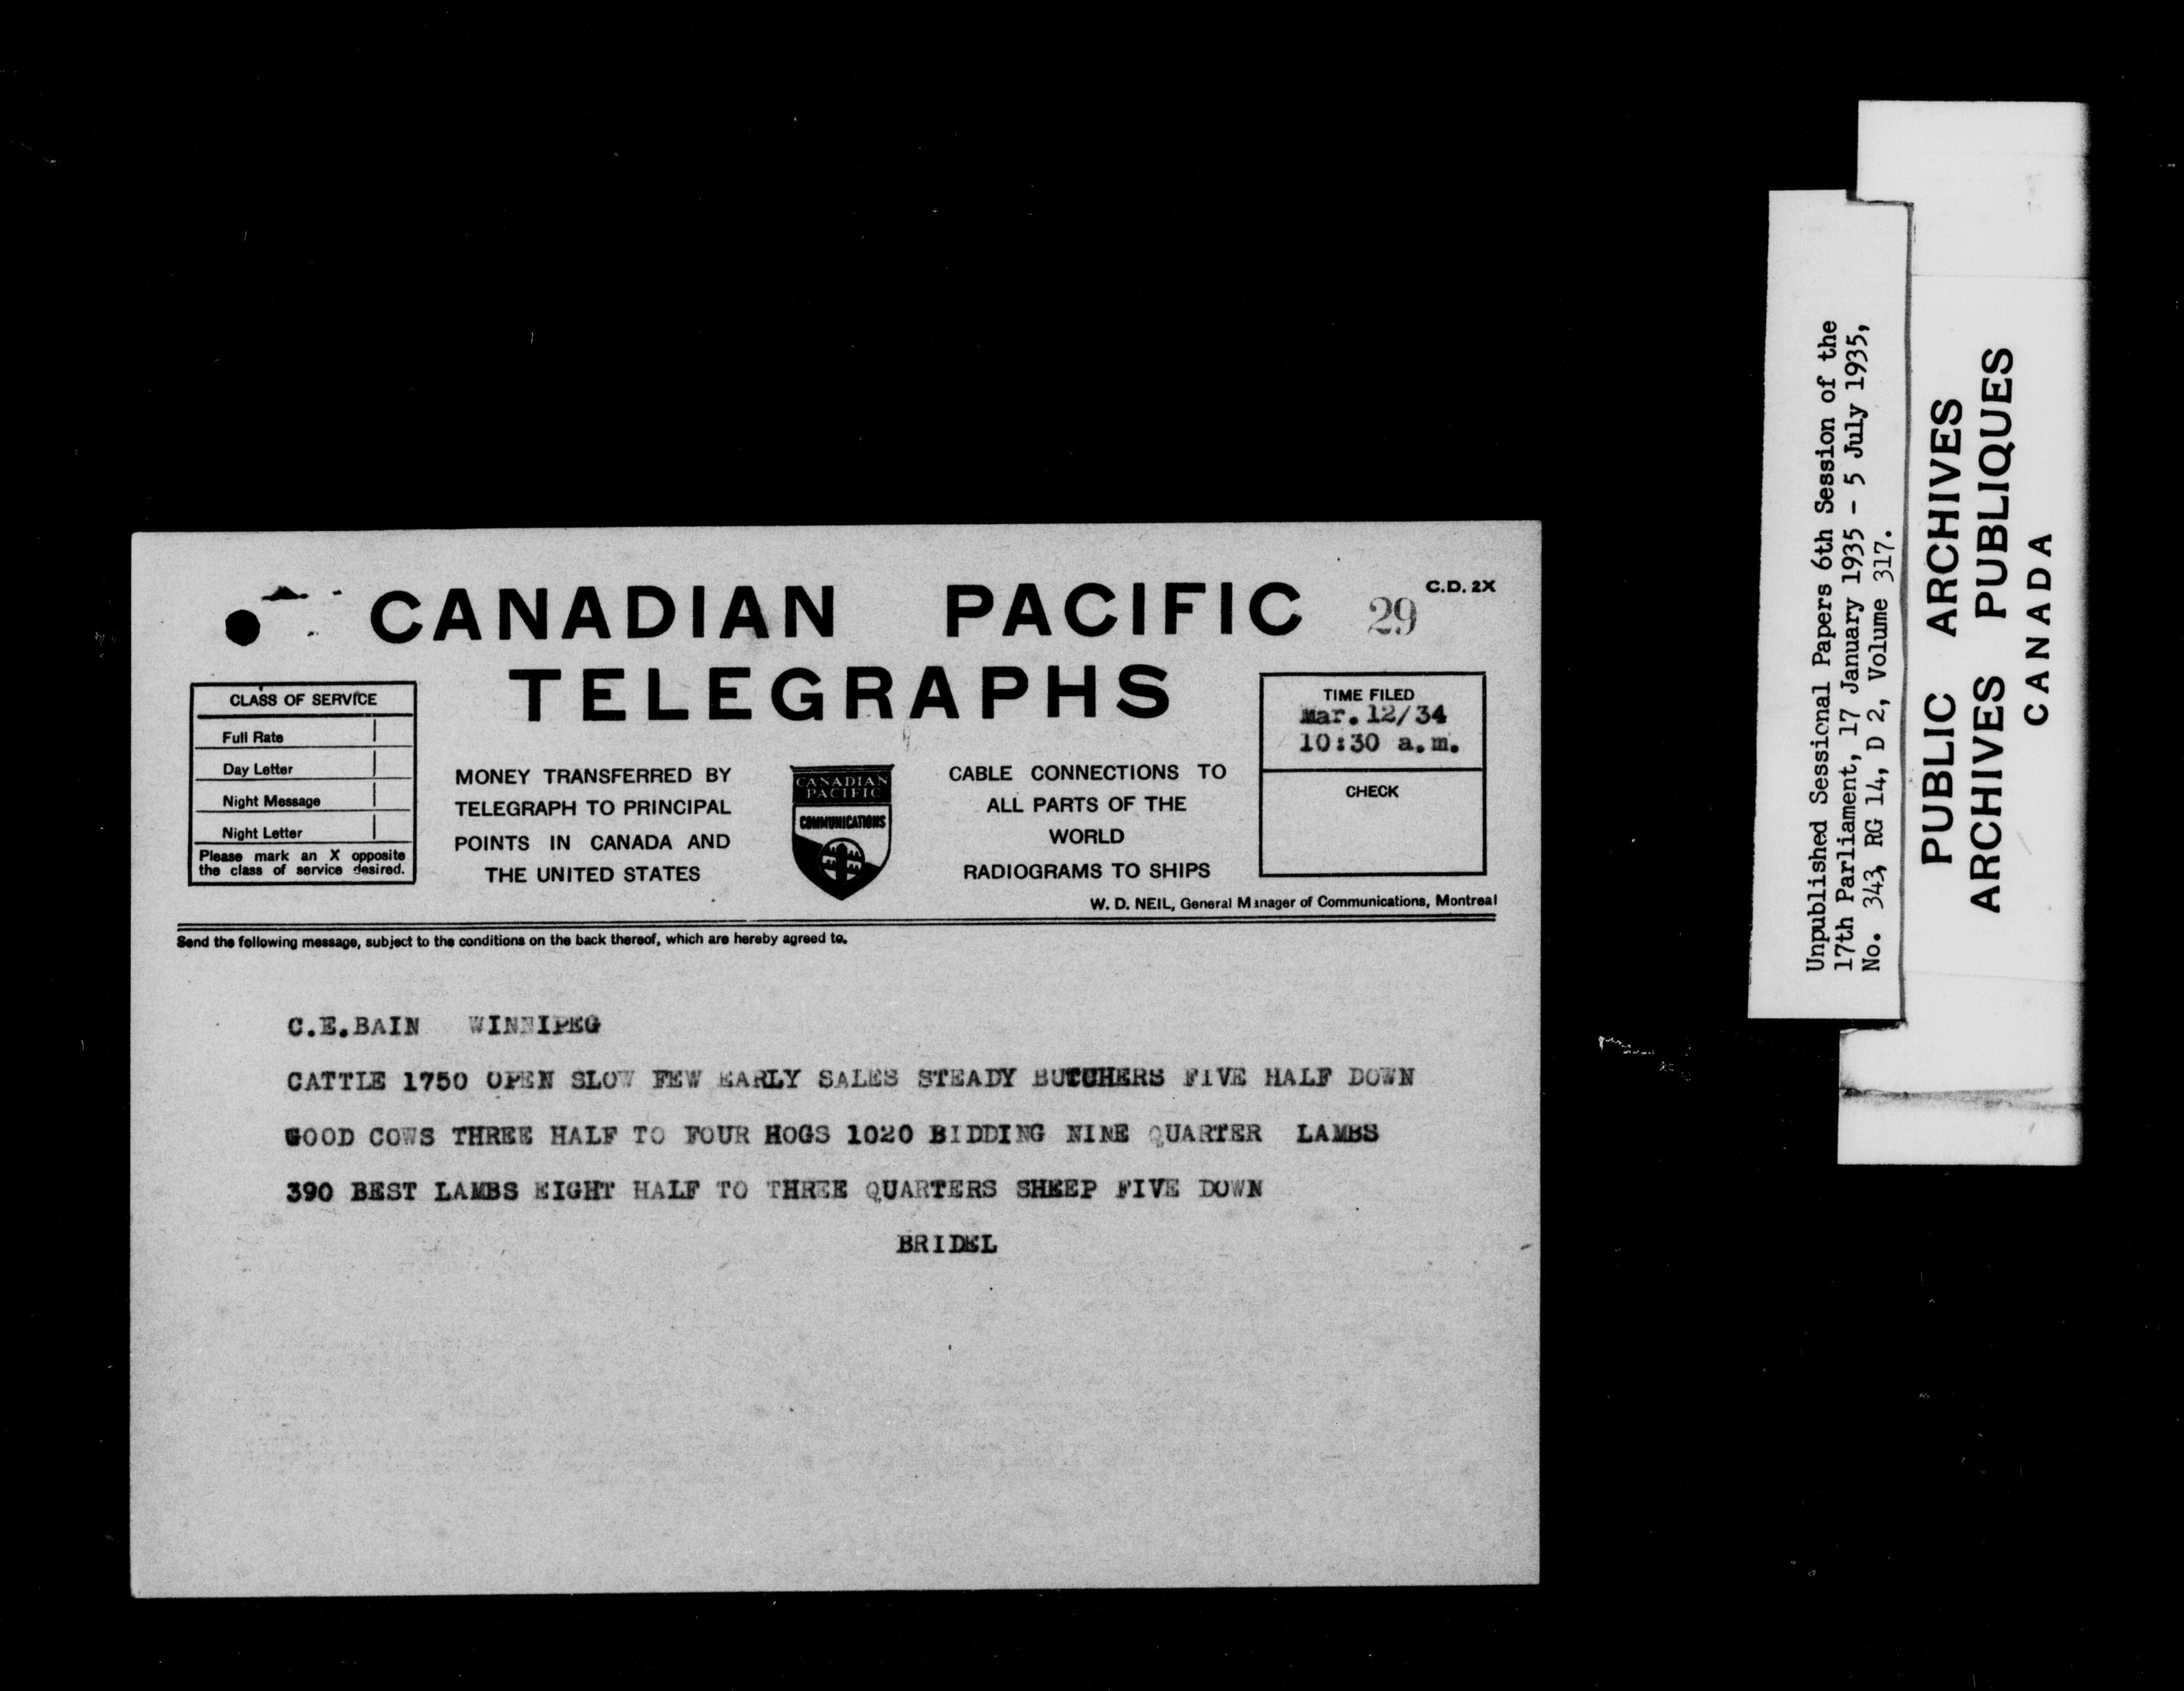 C.D. 2X
CANADIAN PACIFIC 29
TELEGRAPHS
CLASS OF SERVICE
Full Rate
Day Letter
Night Message
Night Letter
Please mark an X opposite
the class of service desired.
MONEY TRANSFERRED BY
TELEGRAPH TO PRINCIPAL
POINTS IN CANADA AND
THE UNITED STATES
CANADIAN
PACIFIC
COMMUNICATIONS
CABLE CONNECTIONS TO
ALL PARTS OF THE
WORLD
RADIOGRAMS TO SHIPS
TIME FILED
Mar. 12/34
10:30 a.m.
CHECK
W. D. NEIL, General Manager of Communications, Montreal
Send the following message, subject to the conditions on the back thereof, which are hereby agreed to.
C.E.BAIN WINNIPEG
CATTLE 1750 OPEN SLOW FEW EARLY SALES STEADY BUTCHERS FIVE HALF DOWN
GOOD COWS THREE HALF TO FOUR HOGS 1020 BIDDING NINE QUARTER LAMBS
390 BEST LAMBS EIGHT HALF TO THREE QUARTERS SHEEP FIVE DOWN
BRIDEL
Unpublished Sessional Papers 6th Session of the
17th Parliament, 17 January 1935 - 5 July 1935,
No. 343, RG 14, D 2, Volume 317.
PUBLIC ARCHIVES
ARCHIVES PUBLIQUES
CANADA